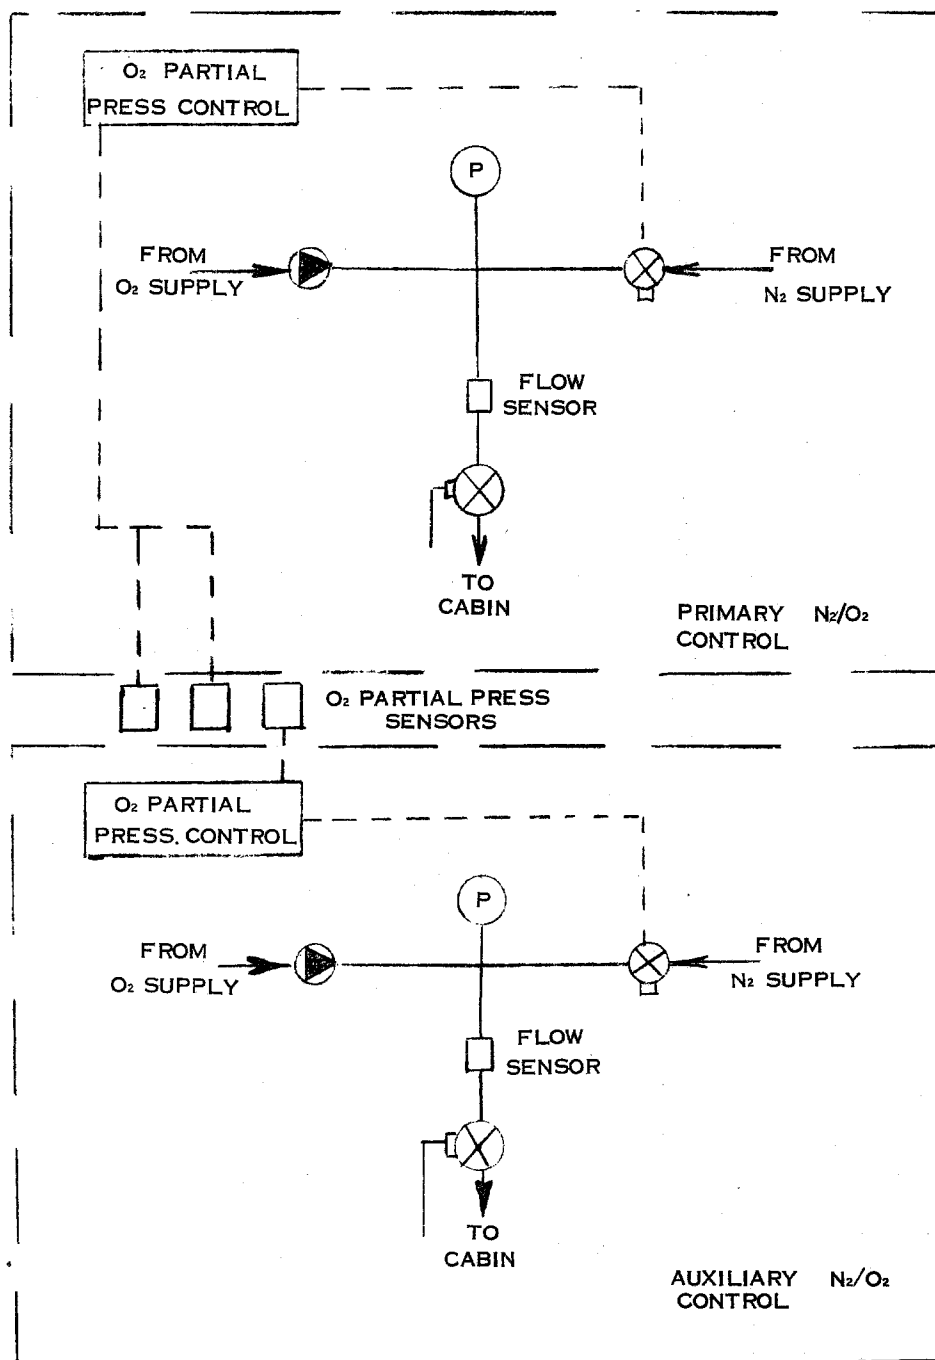 O₂ PARTIAL
PRESS CONTROL
P
FROM
O₂ SUPPLY
FROM
N₂ SUPPLY
FLOW
SENSOR
TO
CABIN
PRIMARY N₂/O₂
CONTROL
O₂ PARTIAL PRESS
SENSORS
O₂ PARTIAL
PRESS. CONTROL
P
FROM
O₂ SUPPLY
FROM
N₂ SUPPLY
FLOW
SENSOR
TO
CABIN
AUXILIARY N₂/O₂
CONTROL